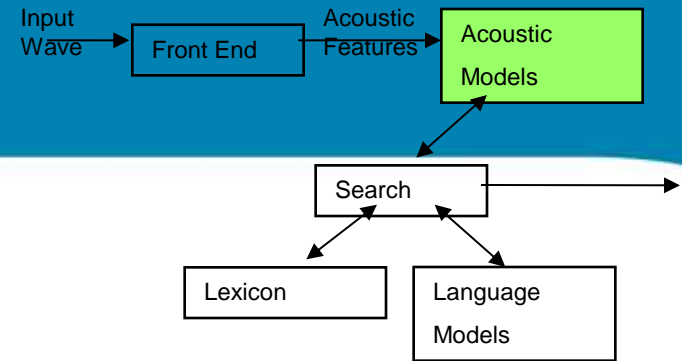 Input
Wave
Front End
Acoustic
Features
Acoustic
Models
Search
Lexicon
Language
Models